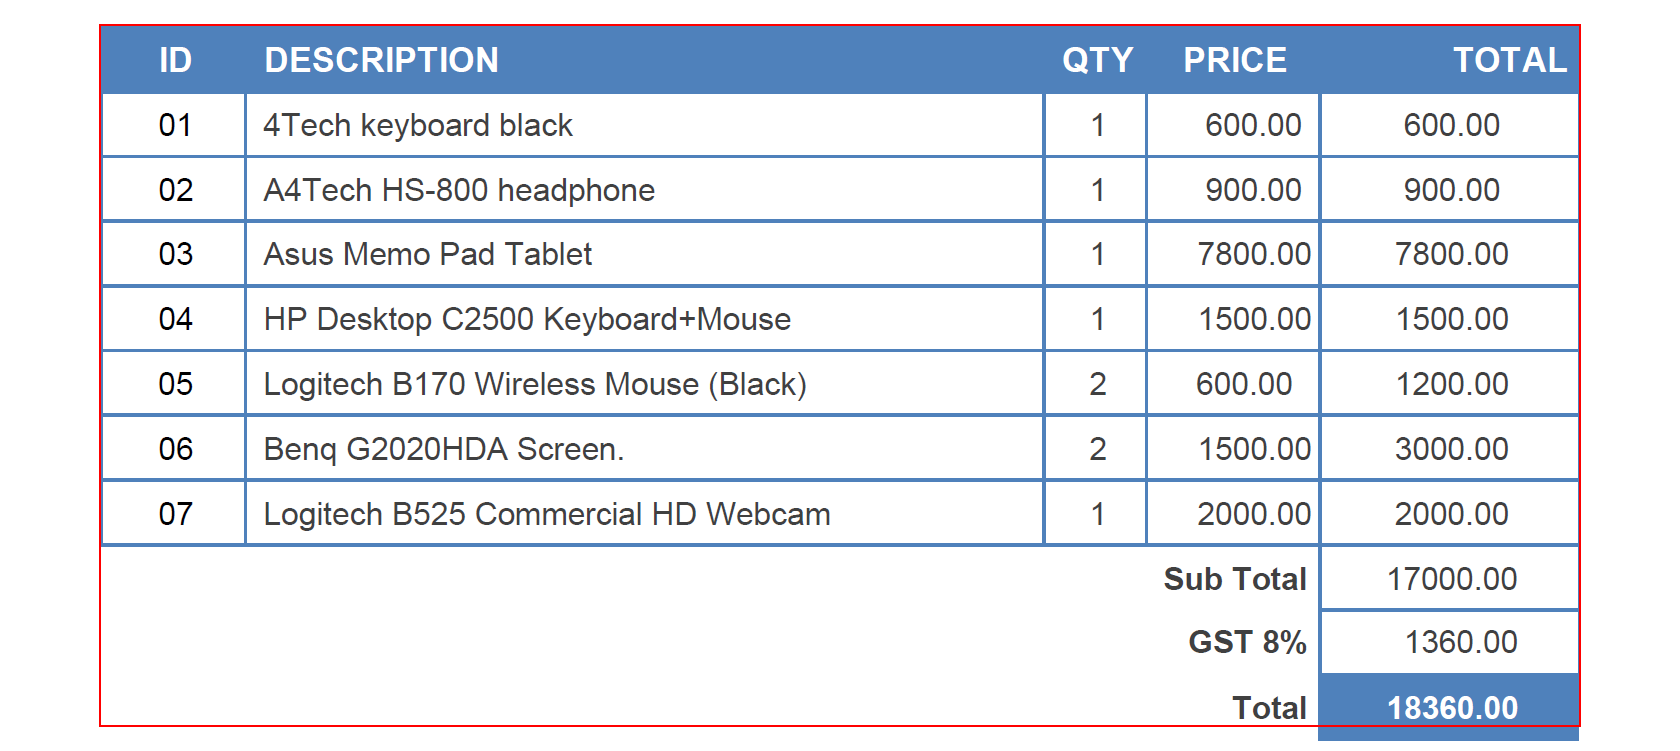 ID DESCRIPTION QTY PRICE TOTAL
01 4Tech keyboard black 1 600.00 600.00
02 A4Tech HS-800 headphone 1 900.00 900.00
03 Asus Memo Pad Tablet 1 7800.00 7800.00
04 HP Desktop C2500 Keyboard+Mouse 1 1500.00 1500.00
05 Logitech B170 Wireless Mouse (Black) 2 600.00 1200.00
06 Benq G2020HDA Screen. 2 1500.00 3000.00
07 Logitech B525 Commercial HD Webcam 1 2000.00 2000.00
Sub Total 17000.00
GST 8% 1360.00
Total 18360.00